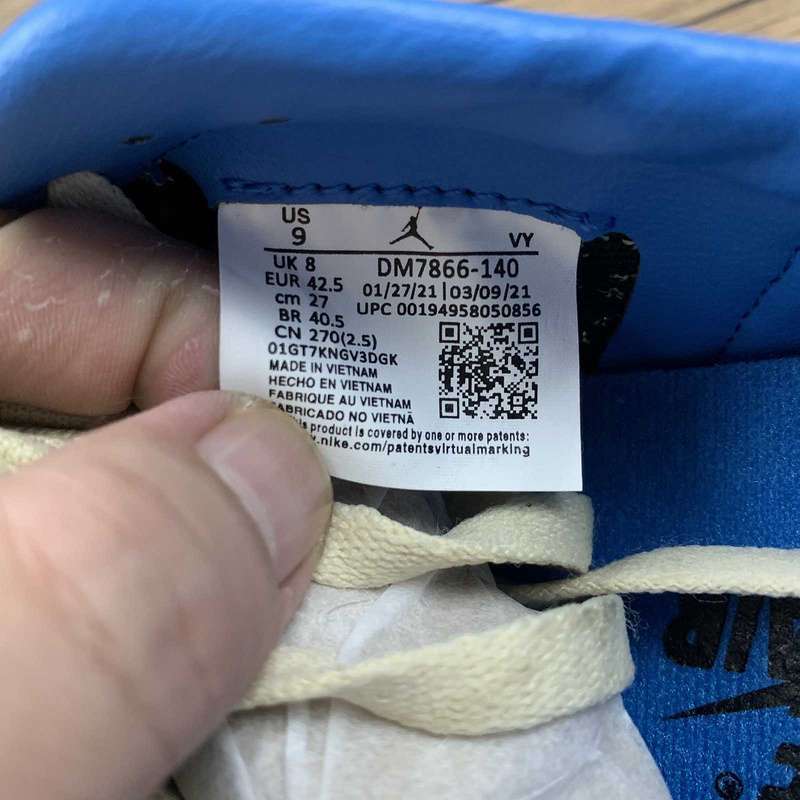 US
9
VY
UK 8
EUR 42.5
cm 27
BR 40.5
CN 270(2.5)
DM7866-140
01/27/21 | 03/09/21
UPC 00194958050856
01GT7KNGV3DGK
MADE IN VIETNAM
HECHO EN VIETNAM
FABRIQUE AU VIETNAM
FABRICADO NO VIETNÃ
This product is covered by one or more patents:
.nike.com/patentsvirtualmarking
AIR
®